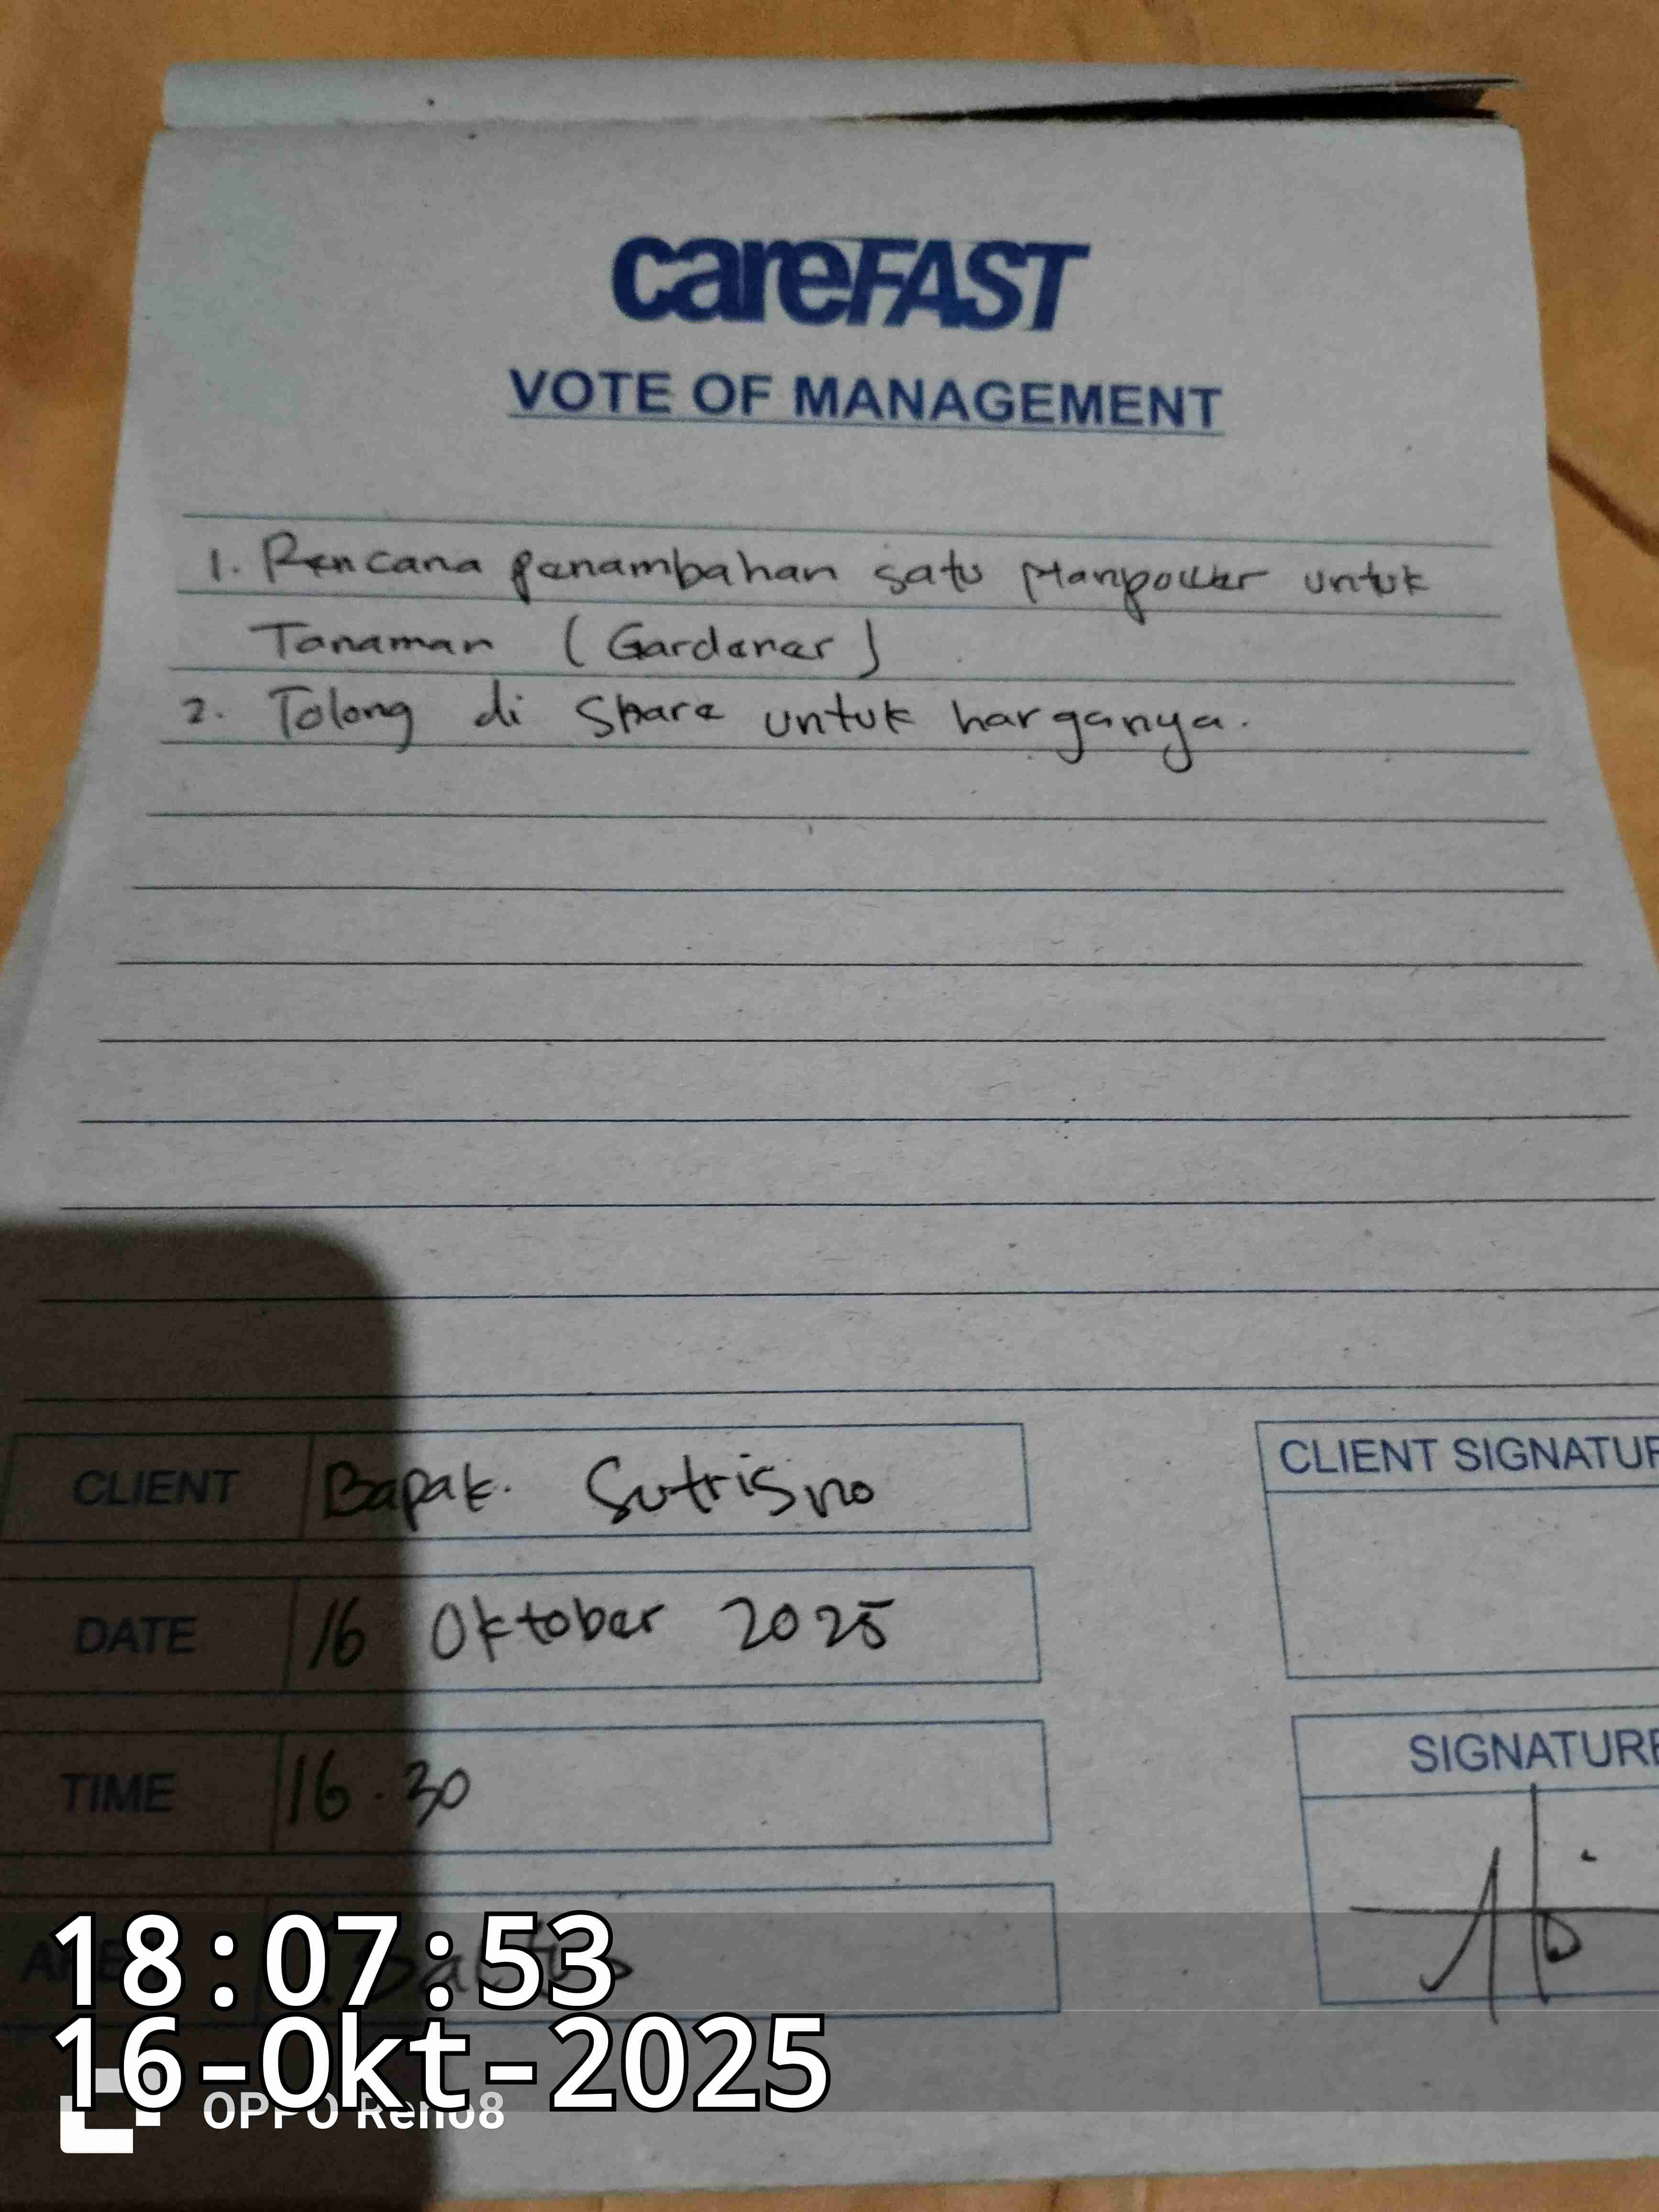 careFAST
VOTE OF MANAGEMENT
1. Rencana penambahan satu Manpower untuk
Tanaman (Gardener)
2. Tolong di Share untuk harganya.
CLIENT Bapak. Sutrisno
CLIENT SIGNATUR
DATE 16 Oktober 2025
TIME 16.30
SIGNATURE
18:07:53
16-Okt-2025
OPPO Reno8